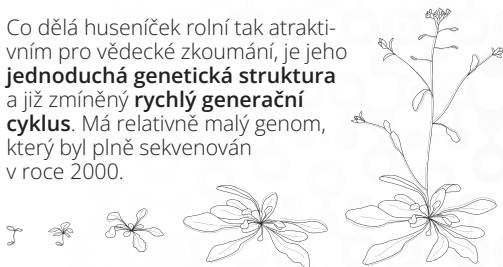 Co dělá huseníček rolní tak atrakti-
vním pro vědecké zkoumání, je jeho
jednoduchá genetická struktura
a již zmíněný rychlý generační
cyklus. Má relativně malý genom,
který byl plně sekvenován
v roce 2000.